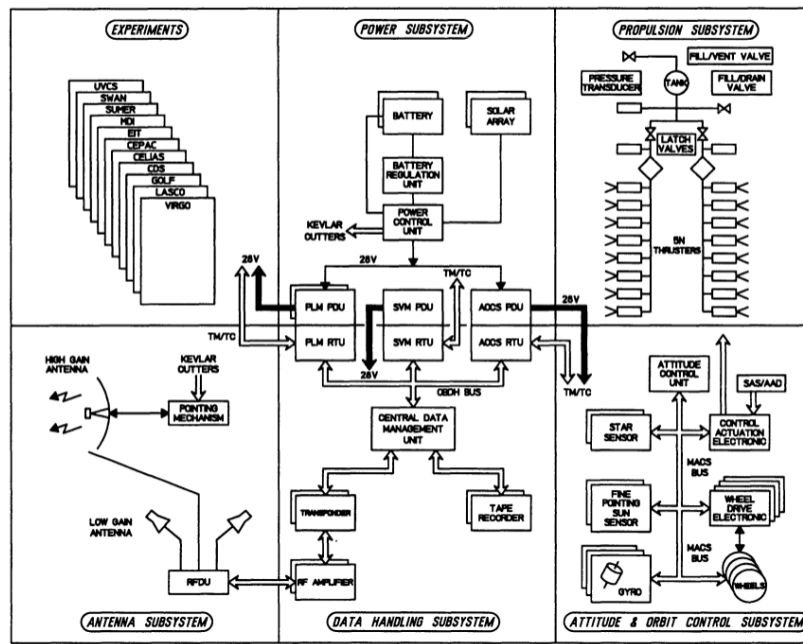 EXPERIMENTS
UVCS
SWAN
SUMER
MDI
EIT
CEPAC
CELIAS
CDS
GOLF
LASCO
VIRGO
28V
TM/TC
POWER SUBSYSTEM
BATTERY
SOLAR
ARRAY
BATTERY
REGULATION
UNIT
POWER
CONTROL
UNIT
KEVLAR
CUTTERS
28V
TM/TC
PLM PDU
SVM PDU
AOCS PDU
28V
PLM RTU
SVM RTU
AOCS RTU
28V
TM/TC
PROPULSION SUBSYSTEM
FILL/VENT VALVE
PRESSURE
TRANSDUCER
TANK
FILL/DRAIN
VALVE
LATCH
VALVES
5N
THRUSTERS
HIGH GAIN
ANTENNA
KEVLAR
CUTTERS
POINTING
MECHANISM
LOW GAIN
ANTENNA
RFDU
ANTENNA SUBSYSTEM
OBDH BUS
CENTRAL DATA
MANAGEMENT
UNIT
TRANSPONDER
TAPE
RECORDER
RF AMPLIFIER
DATA HANDLING SUBSYSTEM
ATTITUDE
CONTROL
UNIT
SAS/AAD
STAR
SENSOR
CONTROL
ACTUATION
ELECTRONIC
MACS
BUS
FINE
POINTING
SUN
SENSOR
WHEEL
DRIVE
ELECTRONIC
MACS
BUS
GYRO
WHEELS
ATTITUDE & ORBIT CONTROL SUBSYSTEM